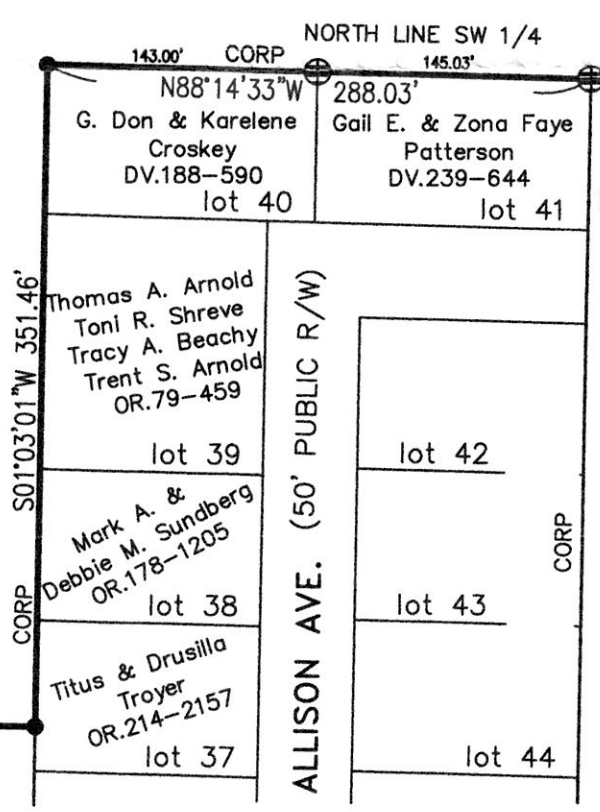 NORTH LINE SW 1/4
143.00' CORP 145.03'
N88°14'33"W 288.03'
G. Don & Karelene
Croskey
DV.188-590
lot 40
Gail E. & Zona Faye
Patterson
DV.239-644
lot 41
S01°03'01"W 351.46'
CORP
Thomas A. Arnold
Toni R. Shreve
Tracy A. Beachy
Trent S. Arnold
OR.79-459
lot 39
Mark A. &
Debbie M. Sundberg
OR.178-1205
lot 38
Titus & Drusilla
Troyer
OR.214-2157
lot 37
ALLISON AVE. (50' PUBLIC R/W)
lot 42
lot 43
lot 44
CORP